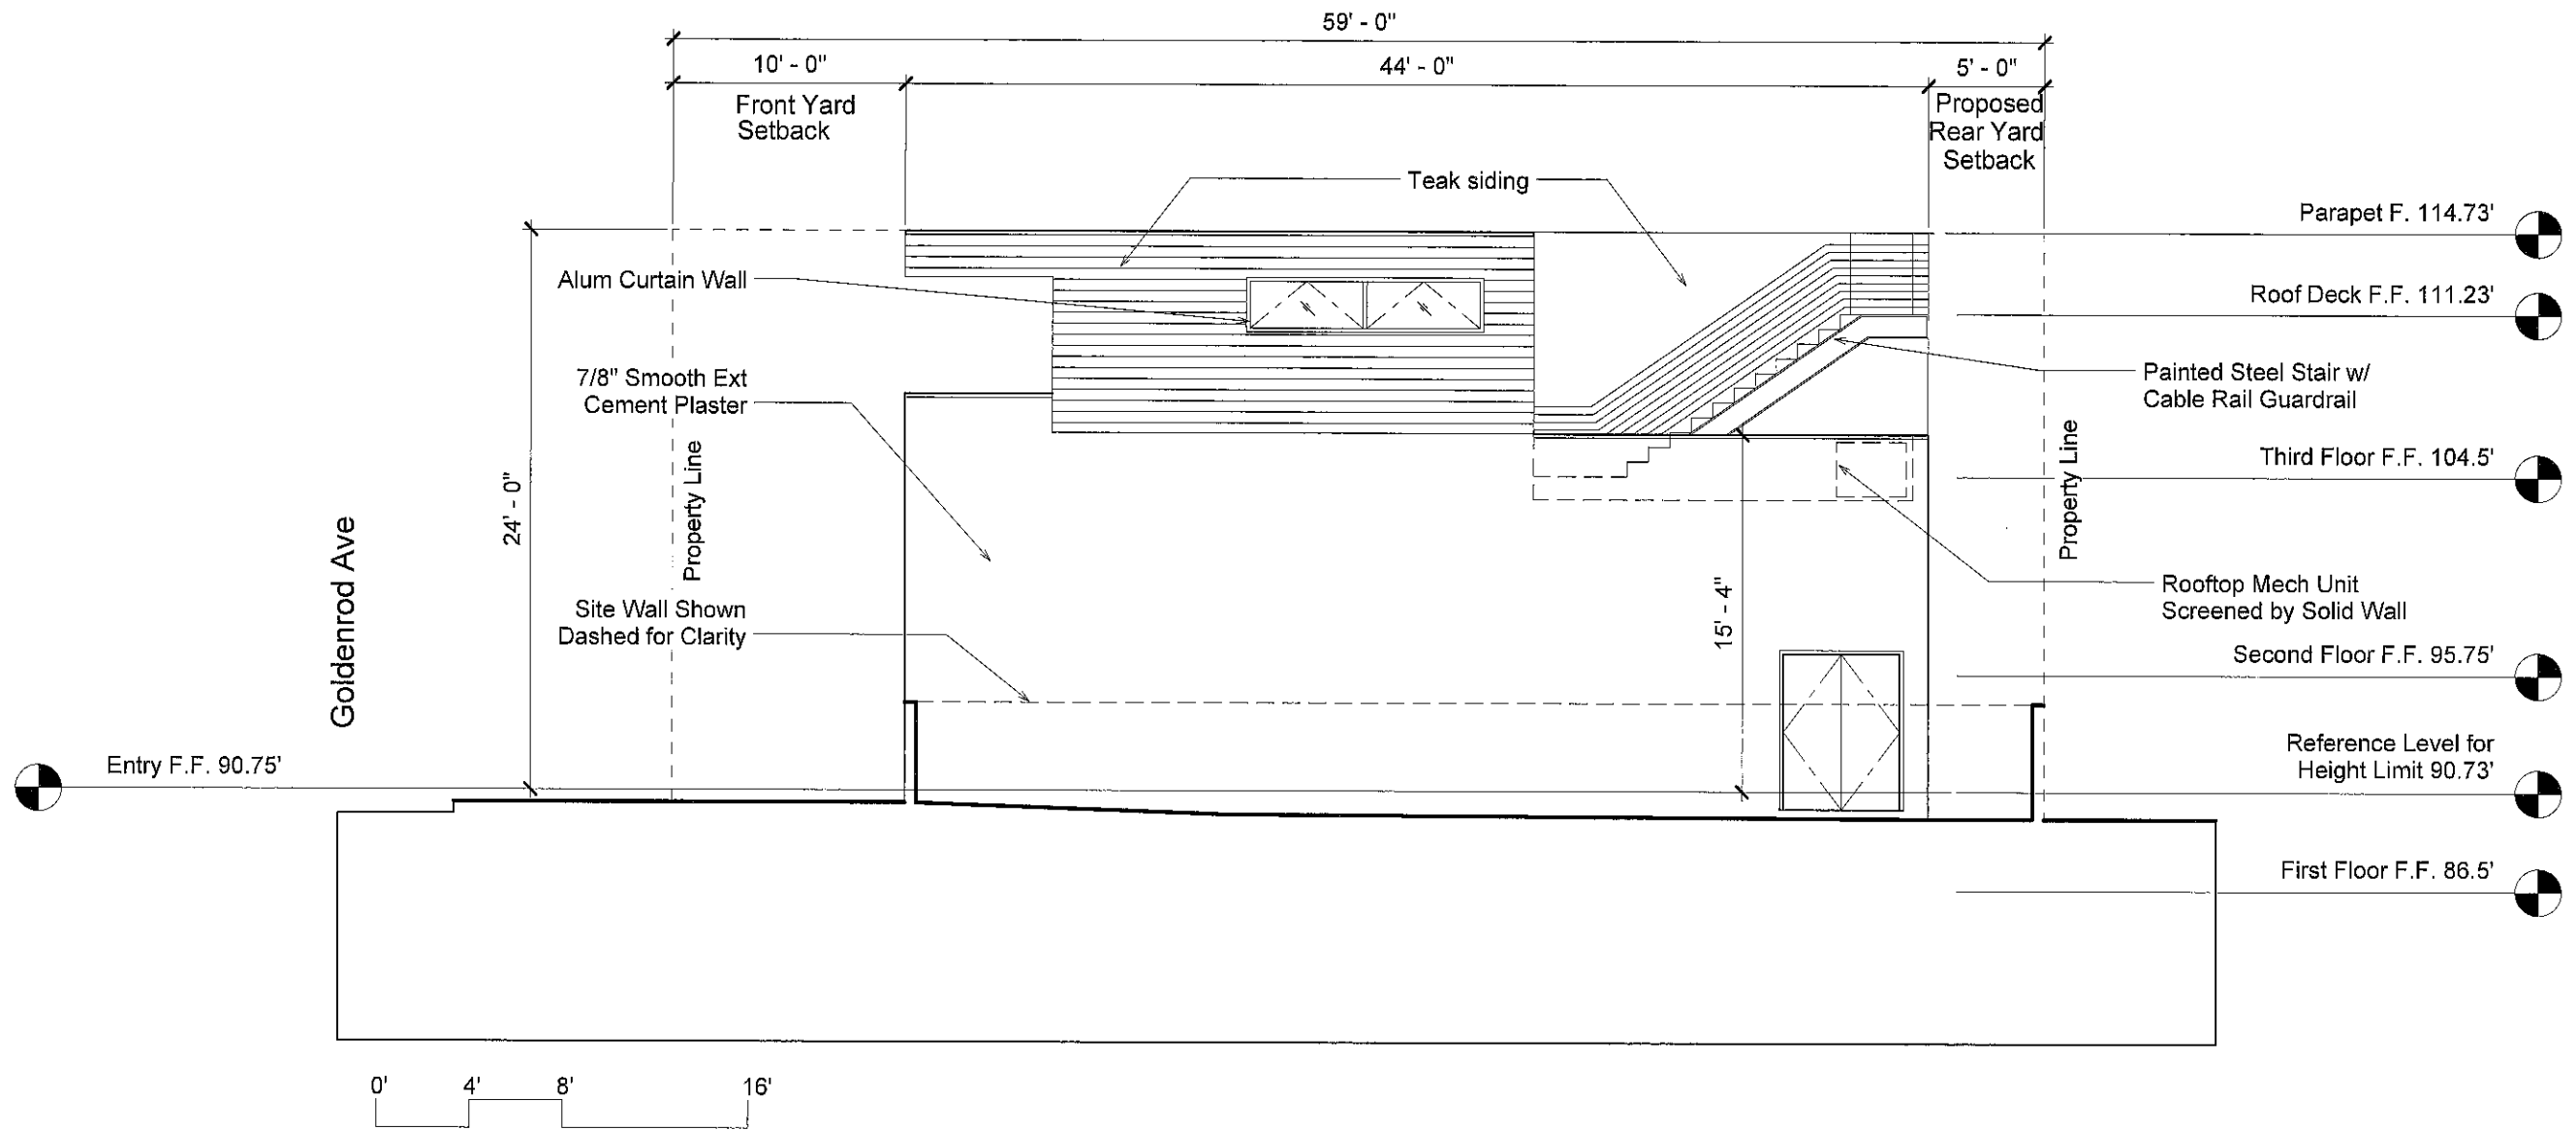 59' - 0"
10' - 0"
44' - 0"
5' - 0"
Front Yard
Setback
Proposed
Rear Yard
Setback
Teak siding
Parapet F. 114.73'
Alum Curtain Wall
Roof Deck F.F. 111.23'
7/8" Smooth Ext
Cement Plaster
Painted Steel Stair w/
Cable Rail Guardrail
24' - 0"
Property Line
Property Line
Third Floor F.F. 104.5'
Goldenrod Ave
Site Wall Shown
Dashed for Clarity
15' - 4"
Rooftop Mech Unit
Screened by Solid Wall
Second Floor F.F. 95.75'
Entry F.F. 90.75'
Reference Level for
Height Limit 90.73'
First Floor F.F. 86.5'
0' 4' 8' 16'